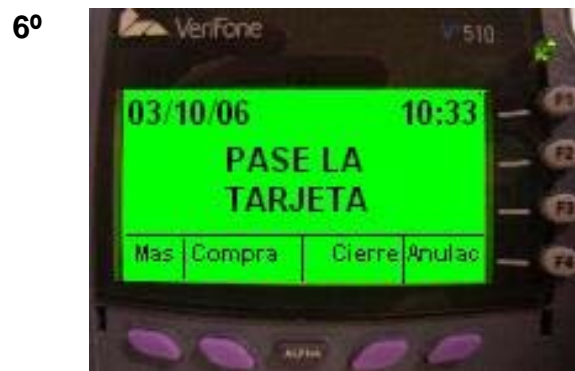 6º
VeriFone
V 510
03/10/06 10:33
PASE LA
TARJETA
Mas Compra Cierre Anulac
F1
F2
F3
F4
ALPHA